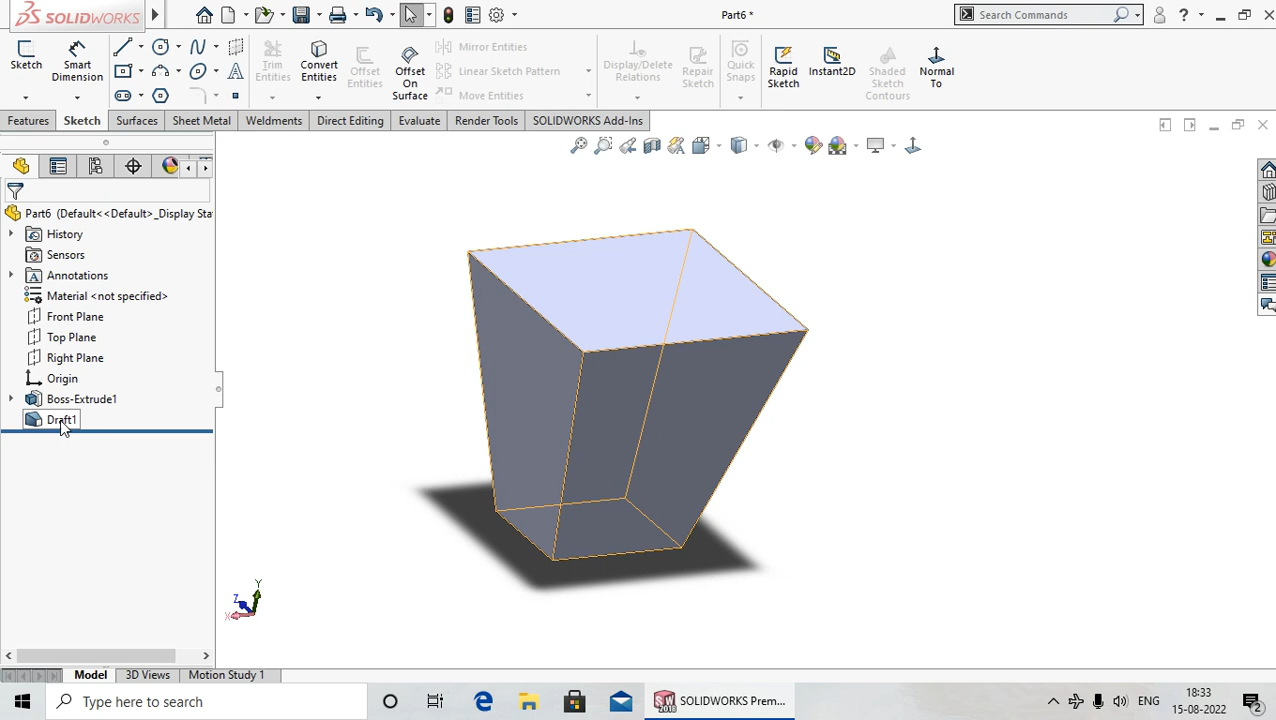 SOLIDWORKS
Part6 *
Search Commands
Sketch
Smart Dimension
Trim Entities
Convert Entities
Offset Entities
Offset On Surface
Mirror Entities
Linear Sketch Pattern
Move Entities
Display/Delete Relations
Repair Sketch
Quick Snaps
Rapid Sketch
Instant2D
Shaded Sketch Contours
Normal To
Features
Sketch
Surfaces
Sheet Metal
Weldments
Direct Editing
Evaluate
Render Tools
SOLIDWORKS Add-Ins
Part6 (Default<<Default>_Display Sta
History
Sensors
Annotations
Material <not specified>
Front Plane
Top Plane
Right Plane
Origin
Boss-Extrude1
Draft1
Y
Z
X
Model
3D Views
Motion Study 1
Type here to search
SOLIDWORKS Prem...
ENG
18:33
15-08-2022
2